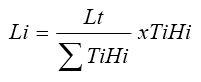 Li = Lt / ∑ TiHi xTiHi